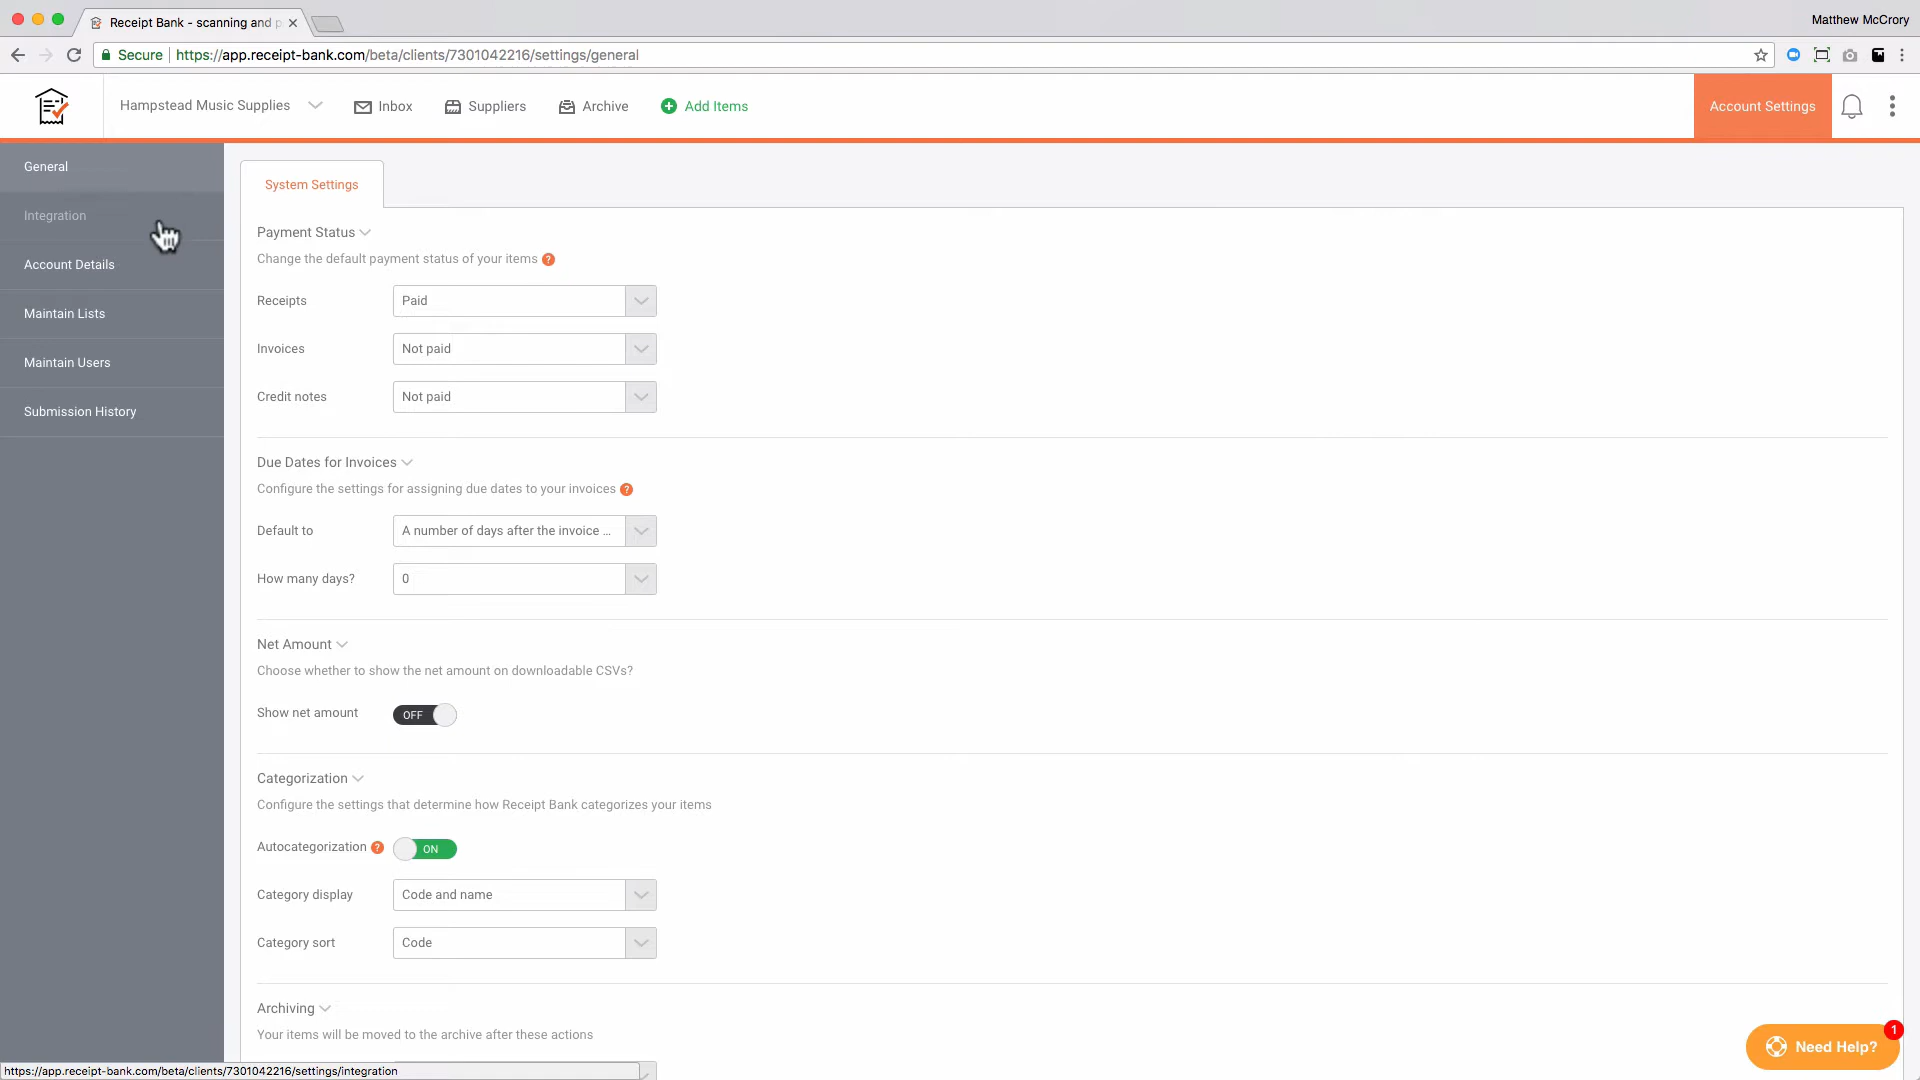 Receipt Bank - scanning and p
Matthew McCrory
Secure https://app.receipt-bank.com/beta/clients/7301042216/settings/general
Hampstead Music Supplies Inbox Suppliers Archive Add Items Account Settings
General
Integration
Account Details
Maintain Lists
Maintain Users
Submission History
System Settings
Payment Status
Change the default payment status of your items ?
Receipts Paid
Invoices Not paid
Credit notes Not paid
Due Dates for Invoices
Configure the settings for assigning due dates to your invoices ?
Default to A number of days after the invoice ...
How many days? 0
Net Amount
Choose whether to show the net amount on downloadable CSVs?
Show net amount OFF
Categorization
Configure the settings that determine how Receipt Bank categorizes your items
Autocategorization ? ON
Category display Code and name
Category sort Code
Archiving
Your items will be moved to the archive after these actions
1
Need Help?
https://app.receipt-bank.com/beta/clients/7301042216/settings/integration